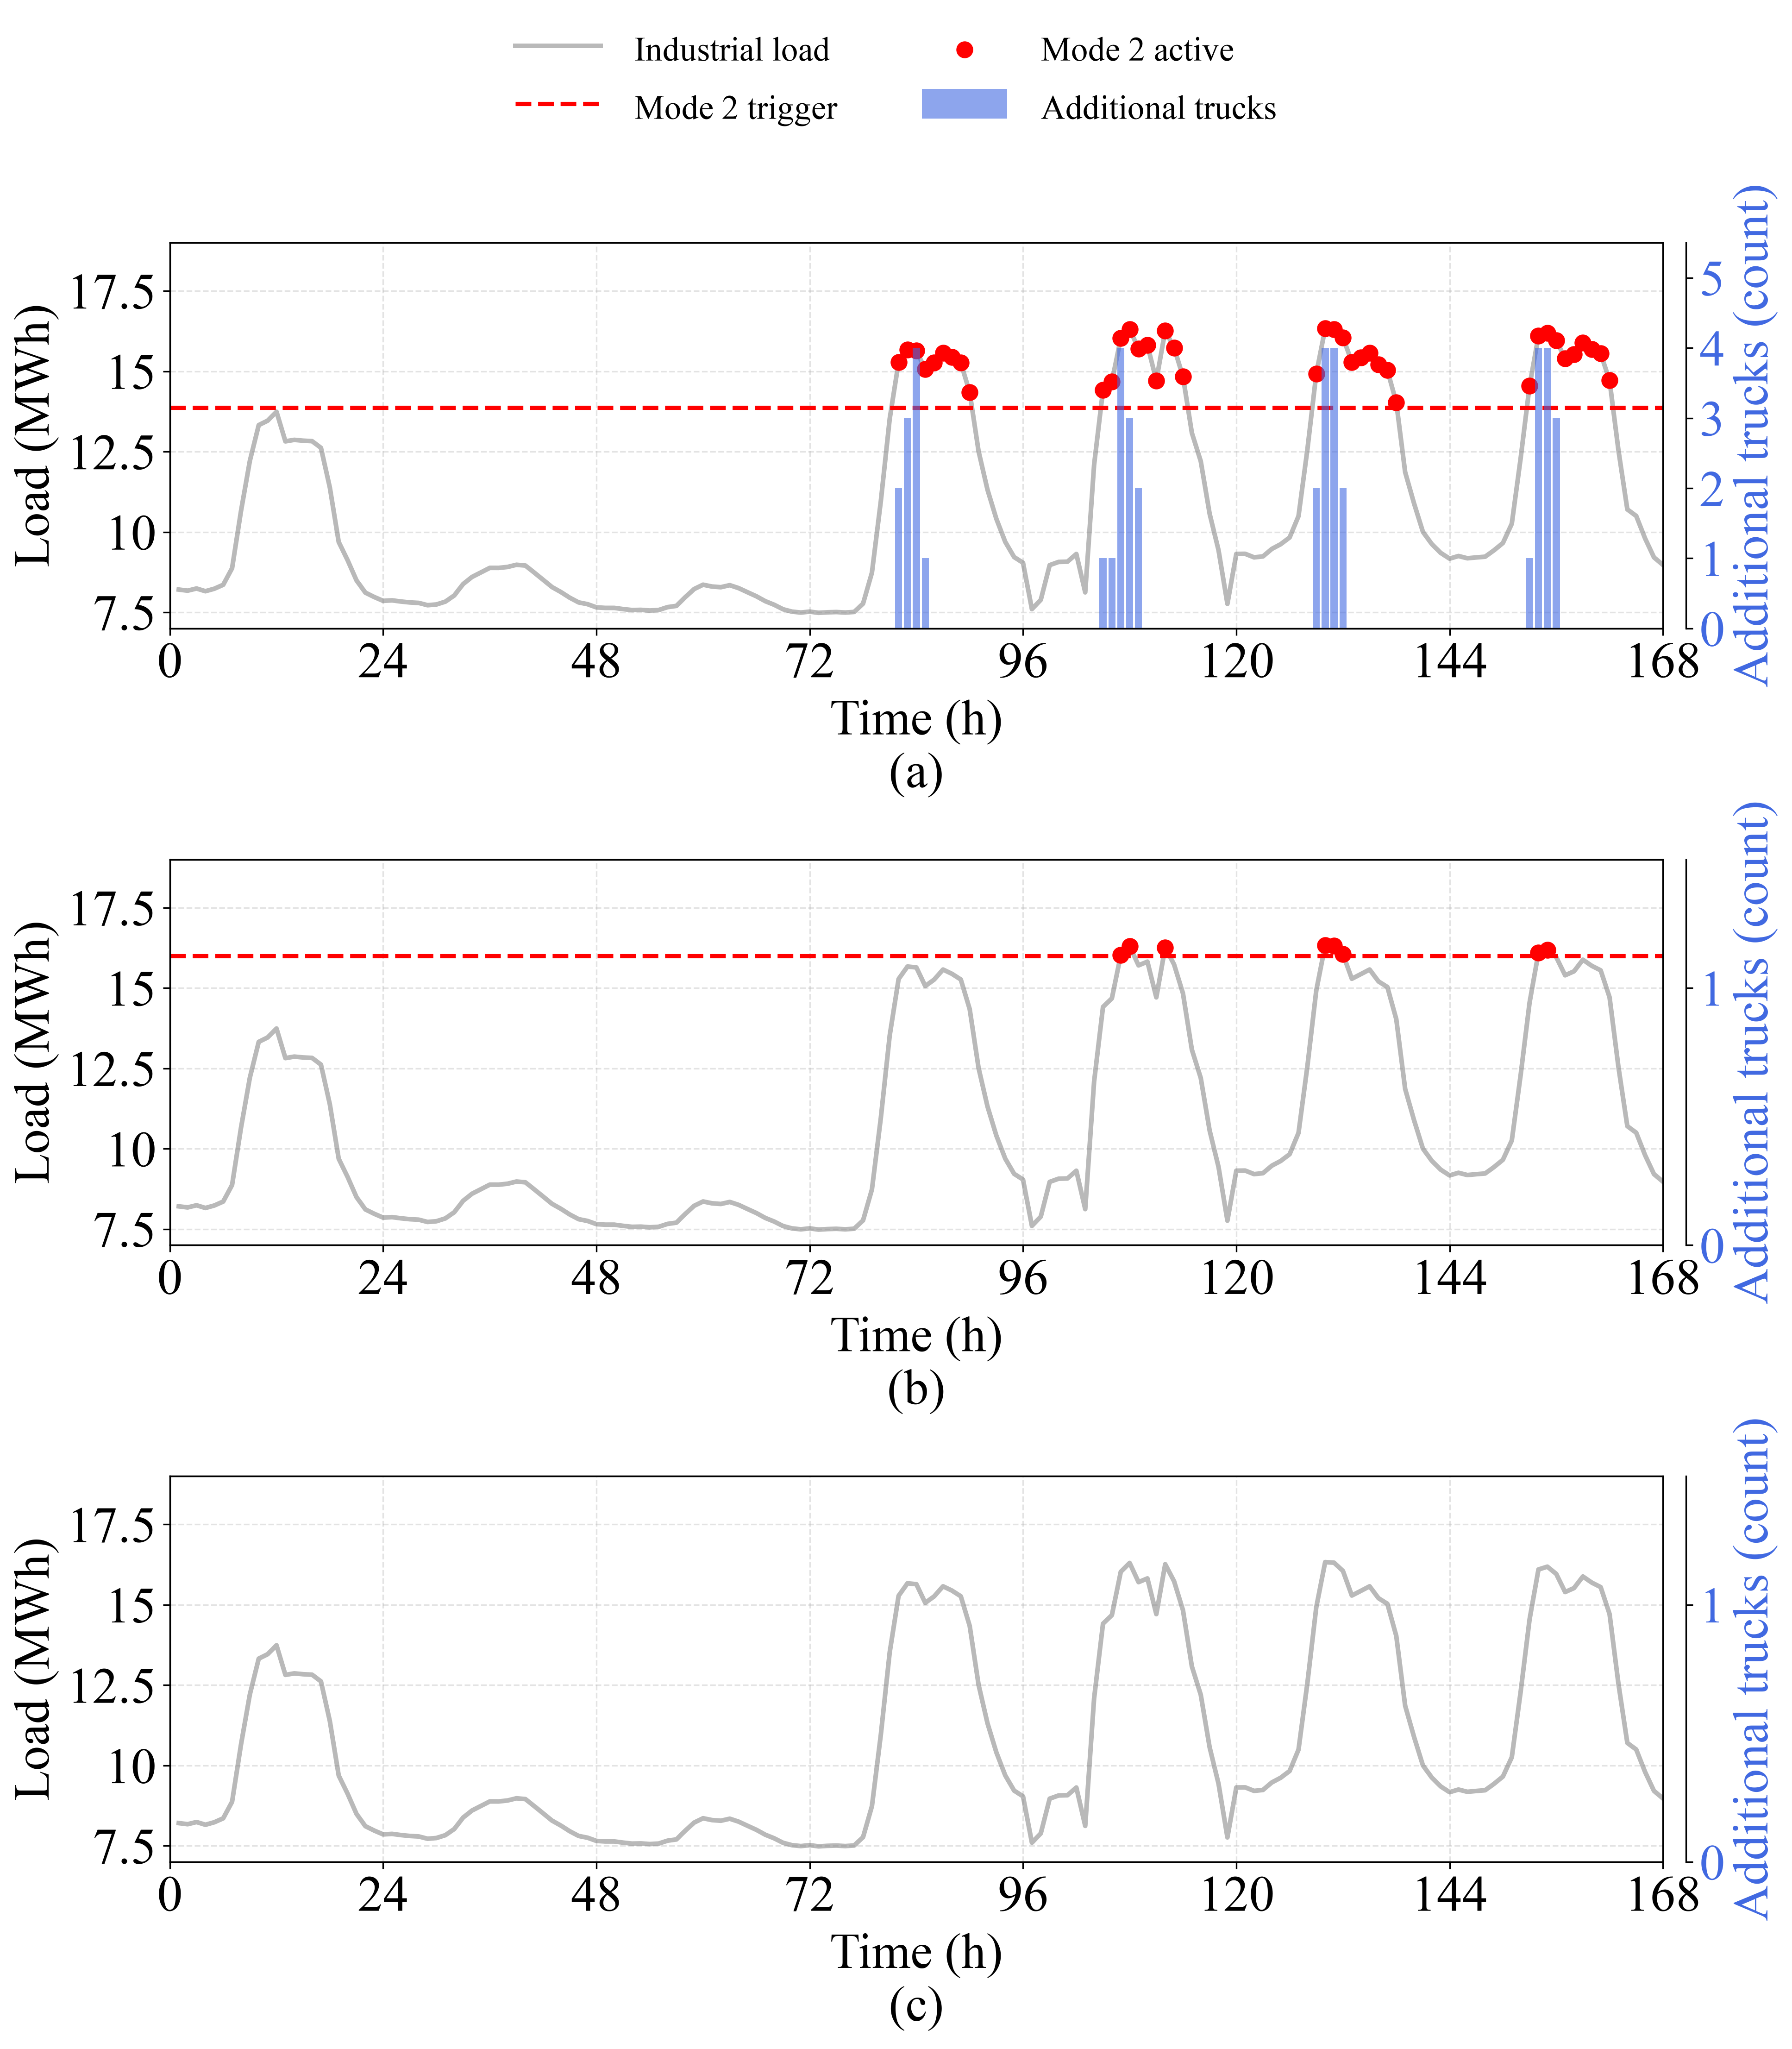 Industrial load
Mode 2 active
Mode 2 trigger
Additional trucks
Load (MWh)
17.5
15
12.5
10
7.5
0 24 48 72 96 120 144 168
Time (h)
5
4
3
2
1
0
Additional trucks (count)
(a)
Load (MWh)
17.5
15
12.5
10
7.5
0 24 48 72 96 120 144 168
Time (h)
1
0
Additional trucks (count)
(b)
Load (MWh)
17.5
15
12.5
10
7.5
0 24 48 72 96 120 144 168
Time (h)
1
0
Additional trucks (count)
(c)